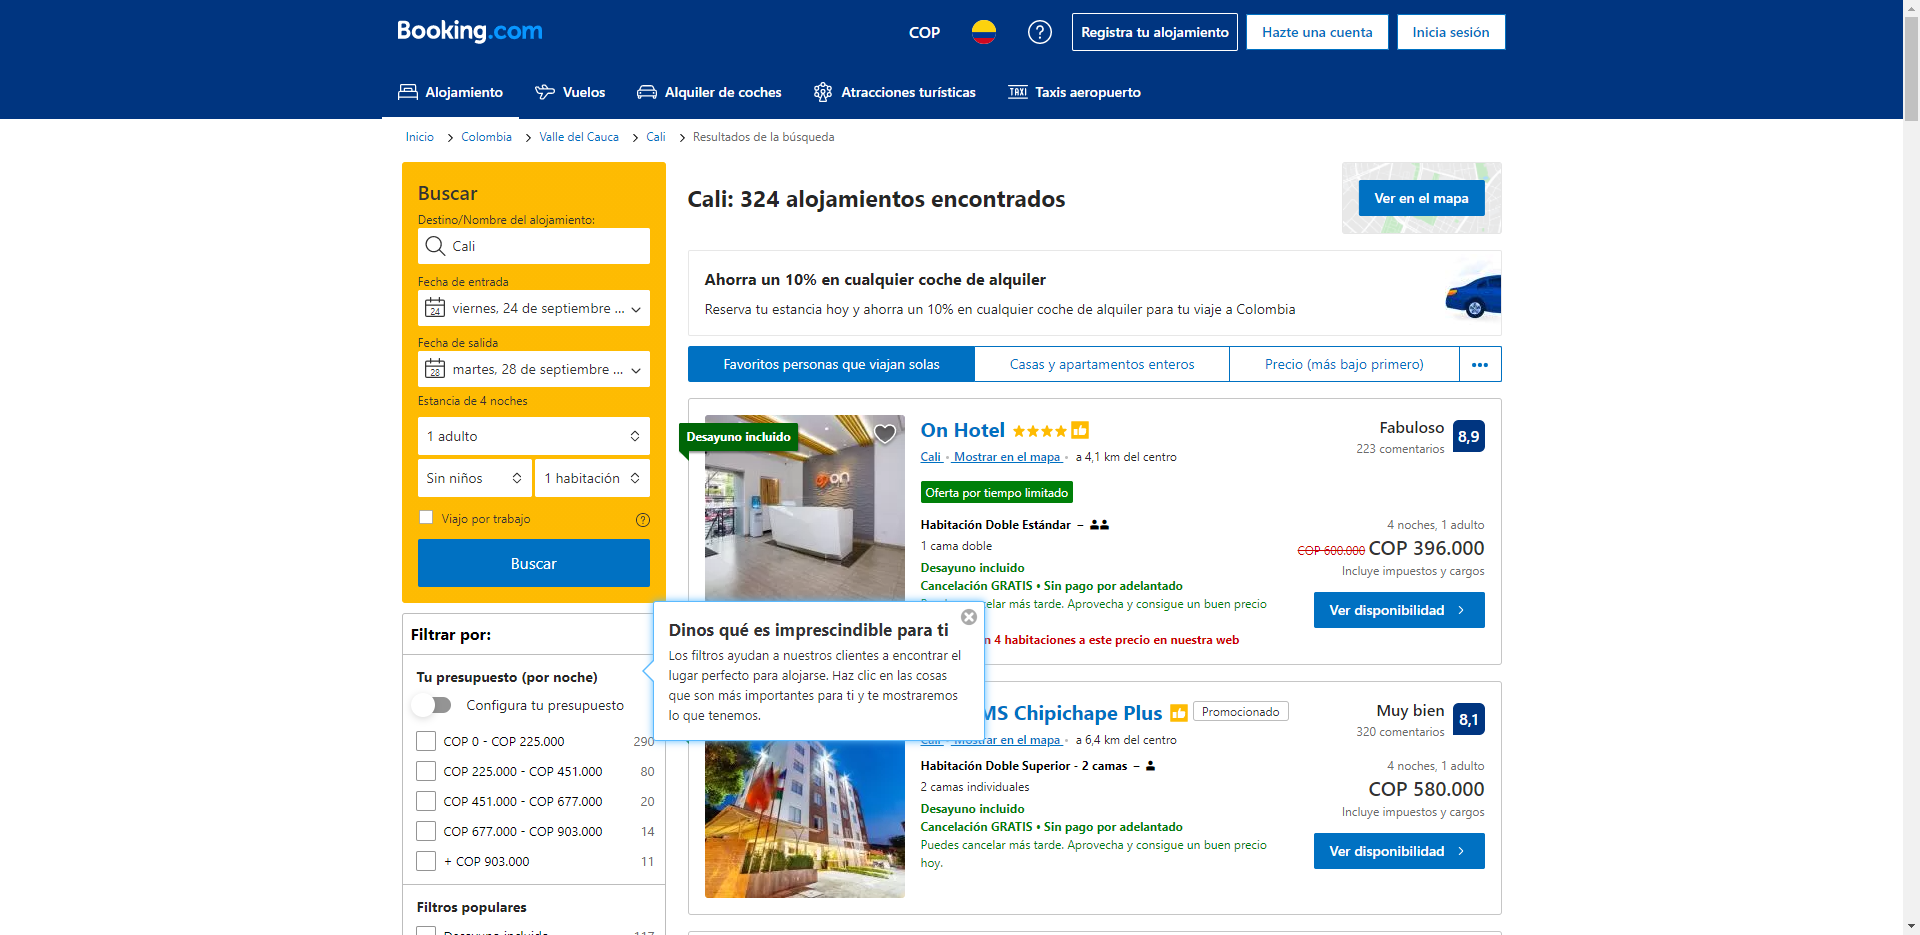 Booking.com
COP
Registra tu alojamiento
Hazte una cuenta
Inicia sesión
Alojamiento
Vuelos
Alquiler de coches
TAXI
Atracciones turísticas
Taxis aeropuerto
Inicio
Colombia
Valle del Cauca
Cali
Resultados de la búsqueda
Buscar
Destino/Nombre del alojamiento:
Cali
Fecha de entrada
24
viernes, 24 de septiembre ...
Fecha de salida
28
martes, 28 de septiembre ...
Estancia de 4 noches
1 adulto
Sin niños
1 habitación
Viajo por trabajo
Buscar
Filtrar por:
Tu presupuesto (por noche)
Configura tu presupuesto
COP 0 - COP 225.000 290
COP 225.000 - COP 451.000 80
COP 451.000 - COP 677.000 20
COP 677.000 - COP 903.000 14
+ COP 903.000 11
Filtros populares
Cali: 324 alojamientos encontrados
Ver en el mapa
Ahorra un 10% en cualquier coche de alquiler
Reserva tu estancia hoy y ahorra un 10% en cualquier coche de alquiler para tu viaje a Colombia
Favoritos personas que viajan solas
Casas y apartamentos enteros
Precio (más bajo primero)
•••
Desayuno incluido
on
On Hotel
Cali • Mostrar en el mapa • a 4,1 km del centro
Oferta por tiempo limitado
Habitación Doble Estándar –
1 cama doble
Desayuno incluido
Cancelación GRATIS • Sin pago por adelantado
más tarde. Aprovecha y consigue un buen precio
4 habitaciones a este precio en nuestra web
Fabuloso
223 comentarios
8,9
4 noches, 1 adulto
COP 600.000 COP 396.000
Incluye impuestos y cargos
Ver disponibilidad
Dinos qué es imprescindible para ti
Los filtros ayudan a nuestros clientes a encontrar el
lugar perfecto para alojarse. Haz clic en las cosas
que son más importantes para ti y te mostraremos
lo que tenemos.
MS Chipichape Plus
Promocionado
Cali • Mostrar en el mapa • a 6,4 km del centro
Habitación Doble Superior - 2 camas –
2 camas individuales
Desayuno incluido
Cancelación GRATIS • Sin pago por adelantado
Puedes cancelar más tarde. Aprovecha y consigue un buen precio
hoy.
Muy bien
320 comentarios
8,1
4 noches, 1 adulto
COP 580.000
Incluye impuestos y cargos
Ver disponibilidad